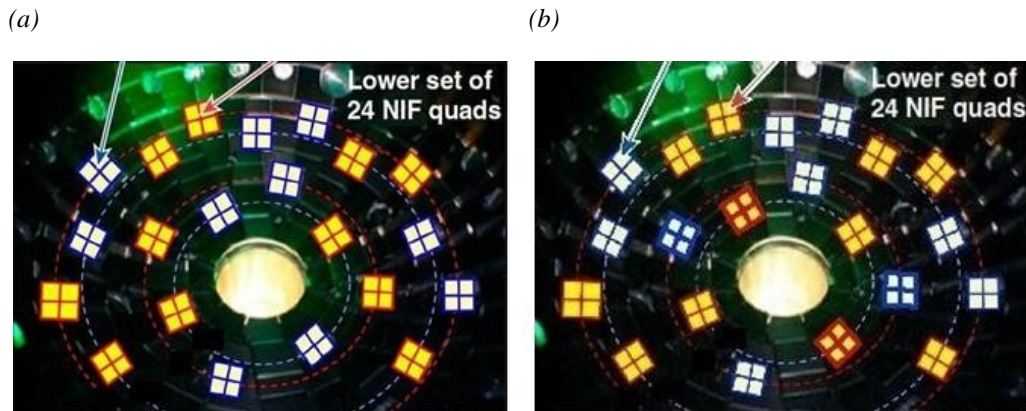 (a)
(b)
Lower set of
24 NIF quads
Lower set of
24 NIF quads